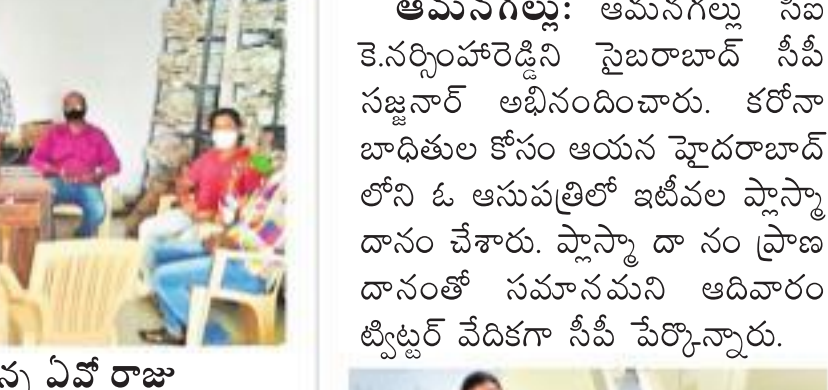 ఆమనగల్లు: ఆమనగల్లు సీఐ
కె.నర్సింహారెడ్డిని సైబరాబాద్ సీపీ
సజ్జనార్ అభినందించారు. కరోనా
బాధితుల కోసం ఆయన హైదరాబాద్
లోని ఓ ఆసుపత్రిలో ఇటీవల ప్లాస్మా
దానం చేశారు. ప్లాస్మా దా నం ప్రాణ
దానంతో సమానమని ఆదివారం
ట్విట్టర్ వేదికగా సీపీ పేర్కొన్నారు.
ఏవో రాజు